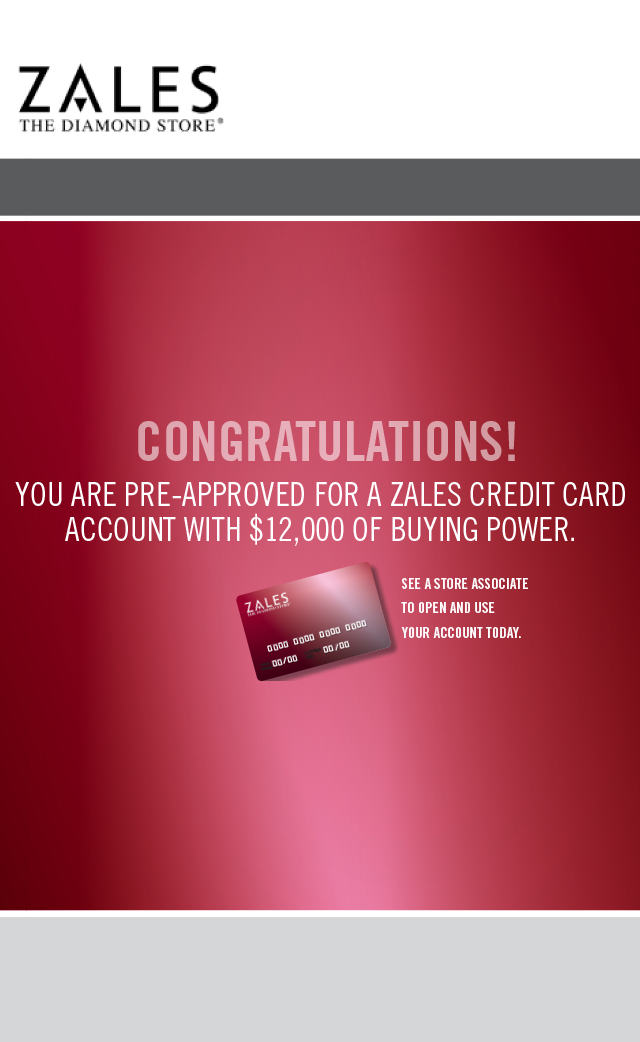 ZALES
THE DIAMOND STORE®
CONGRATULATIONS!
YOU ARE PRE-APPROVED FOR A ZALES CREDIT CARD
ACCOUNT WITH $12,000 OF BUYING POWER.
SEE A STORE ASSOCIATE
TO OPEN AND USE
YOUR ACCOUNT TODAY.
ZALES
THE DIAMOND STORE
0000 0000 0000 0000
00/00 00/00